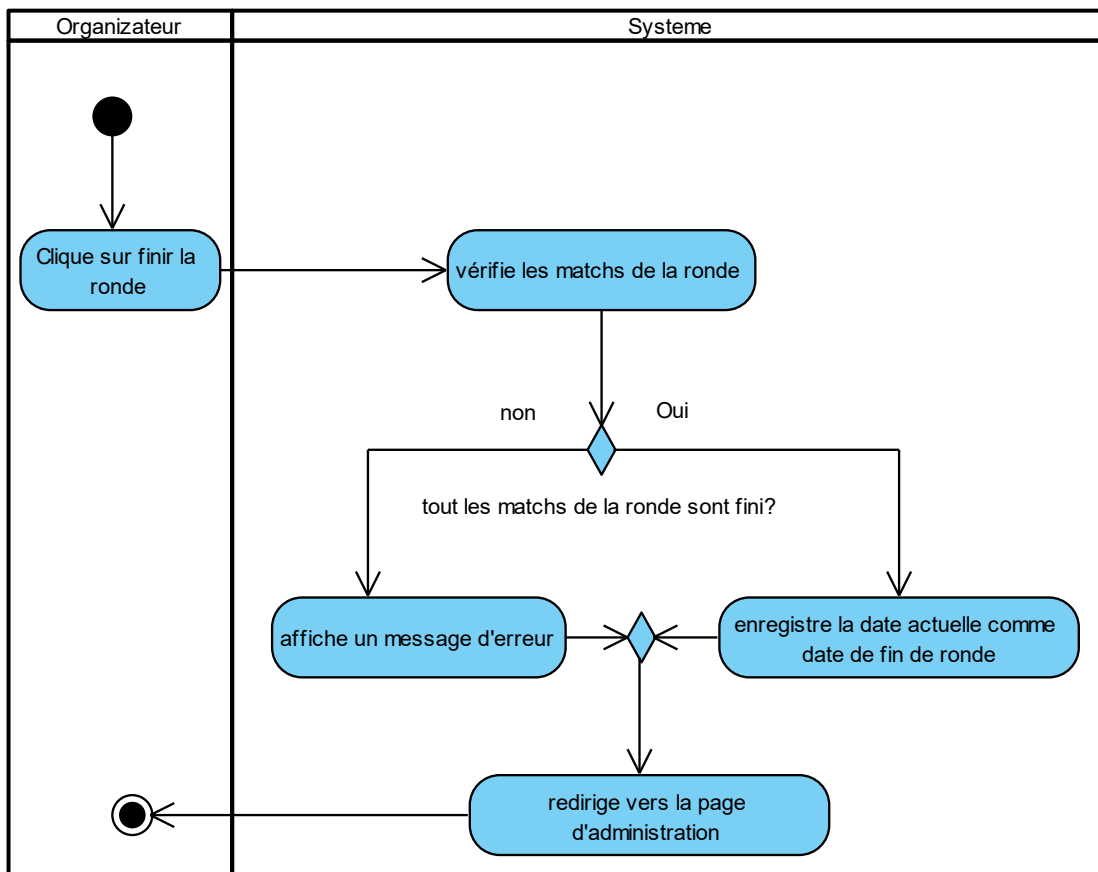 Organizateur
Systeme
Clique sur finir la
ronde
vérifie les matchs de la ronde
non
Oui
tout les matchs de la ronde sont fini?
affiche un message d'erreur
enregistre la date actuelle comme
date de fin de ronde
redirige vers la page
d'administration